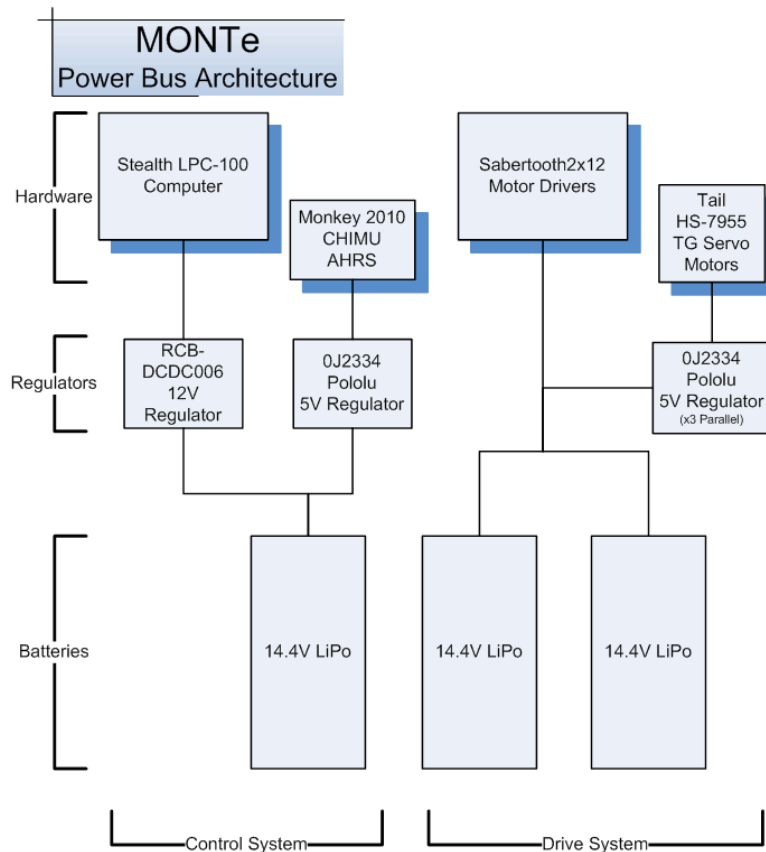 MONTe
Power Bus Architecture
Hardware
Stealth LPC-100
Computer
Monkey 2010
CHIMU
AHRS
Sabertooth2x12
Motor Drivers
Tail
HS-7955
TG Servo
Motors
Regulators
RCB-
DCDC006
12V
Regulator
0J2334
Pololu
5V Regulator
0J2334
Pololu
5V Regulator
(x3 Parallel)
Batteries
14.4V LiPo
14.4V LiPo
14.4V LiPo
Control System
Drive System